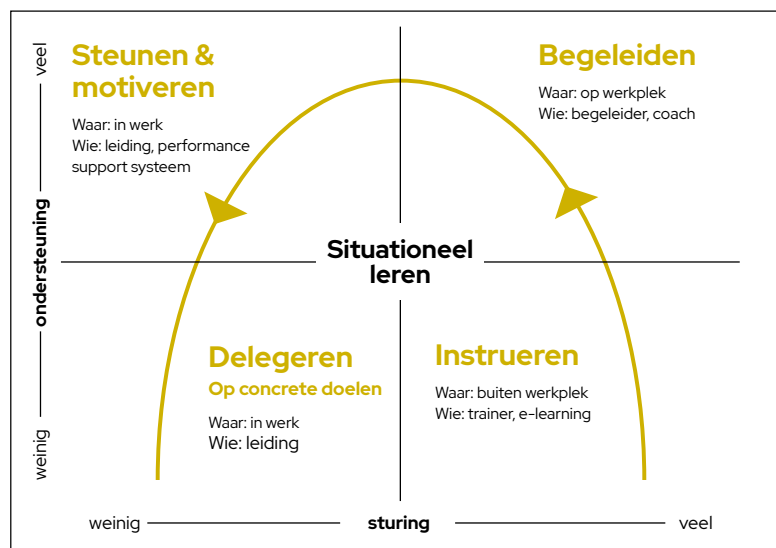 Steunen &
motiveren
Waar: in werk
Wie: leiding, performance
support systeem
Begeleiden
Waar: op werkplek
Wie: begeleider, coach
Situationeel
leren
Delegeren
Op concrete doelen
Waar: in werk
Wie: leiding
Instrueren
Waar: buiten werkplek
Wie: trainer, e-learning
veel
ondersteuning
weinig
weinig
sturing
veel